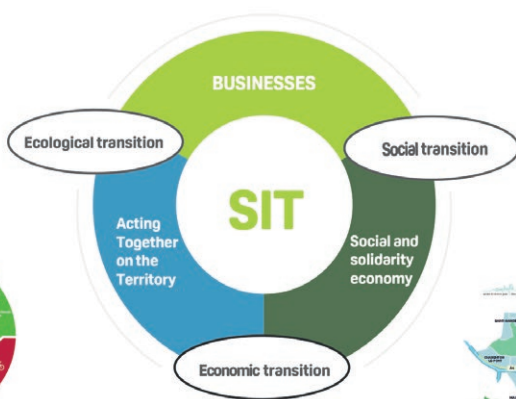 BUSINESSES
Ecological transition
Social transition
SIT
Acting
Together
on the
Territory
Social and
solidarity
economy
Economic transition